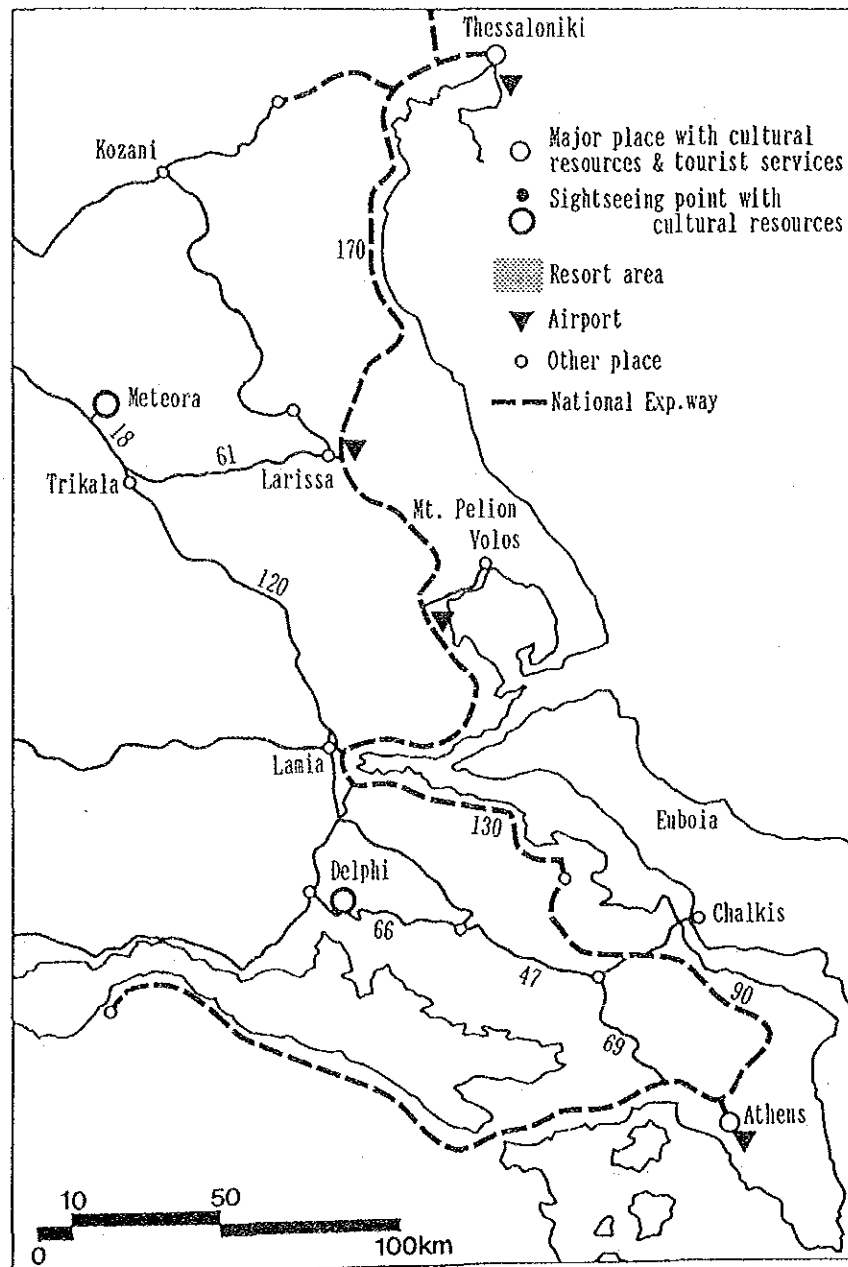 Thessaloniki
Major place with cultural
resources & tourist services
Kozani
Sightseeing point with
cultural resources
170
Resort area
Airport
Other place
Meteora
National Exp.way
18
61
Trikala
Larissa
Mt. Pelion
Volos
120
Lamia
130
Euboia
Delphi
66
Chalkis
47
90
69
Athens
10
50
0
100km